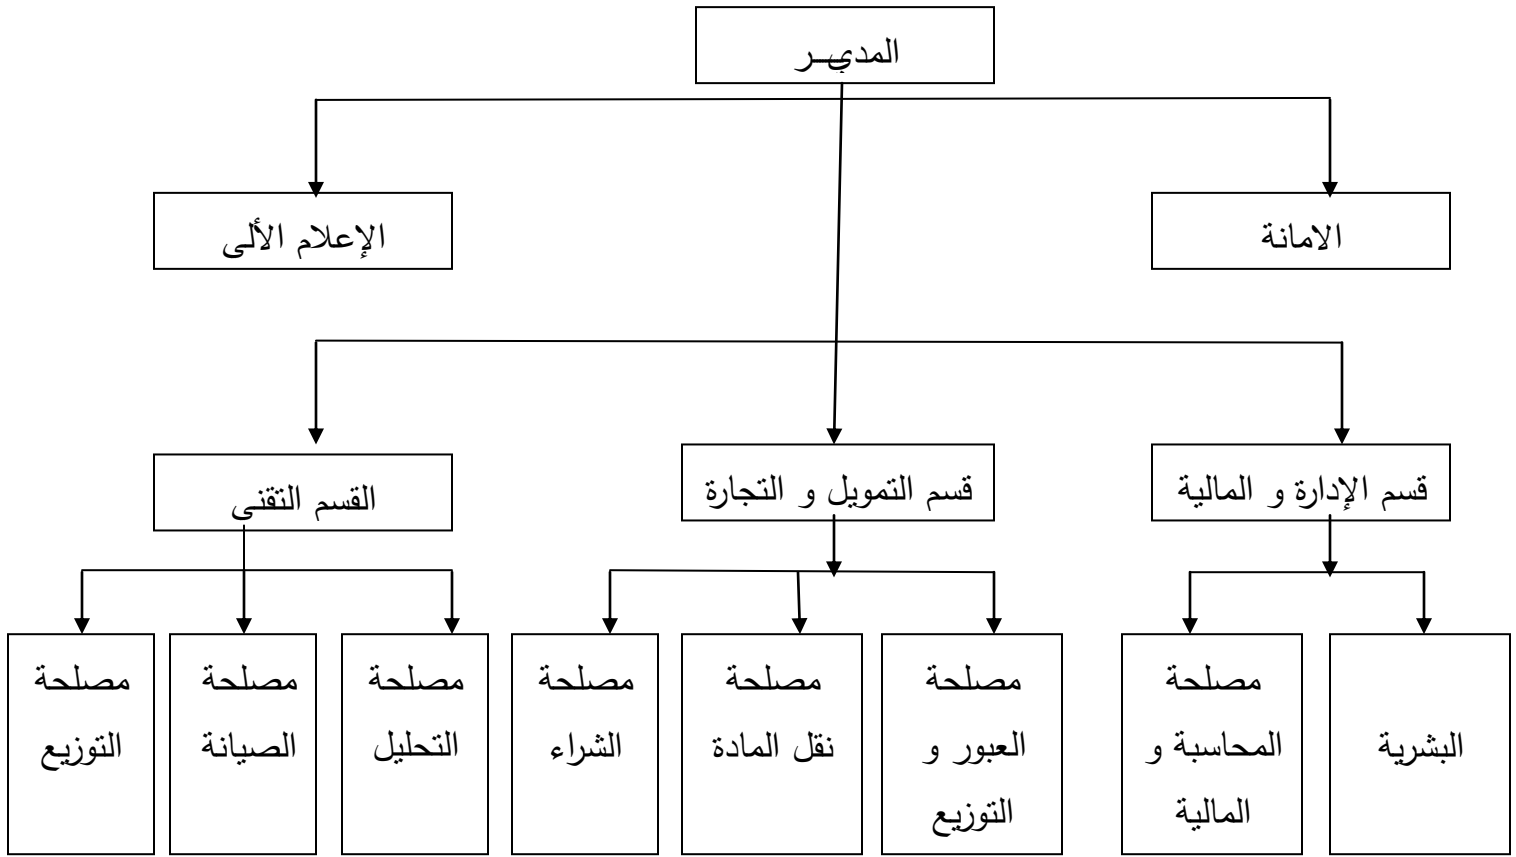 المديـر
الامانة
الإعلام الألى
قسم الإدارة و المالية
قسم التمويل و التجارة
القسم التقنى
البشرية
مصلحة
المحاسبة و
المالية
مصلحة
العبور و
التوزيع
مصلحة
نقل المادة
مصلحة
الشراء
مصلحة
التحليل
مصلحة
الصيانة
مصلحة
التوزيع